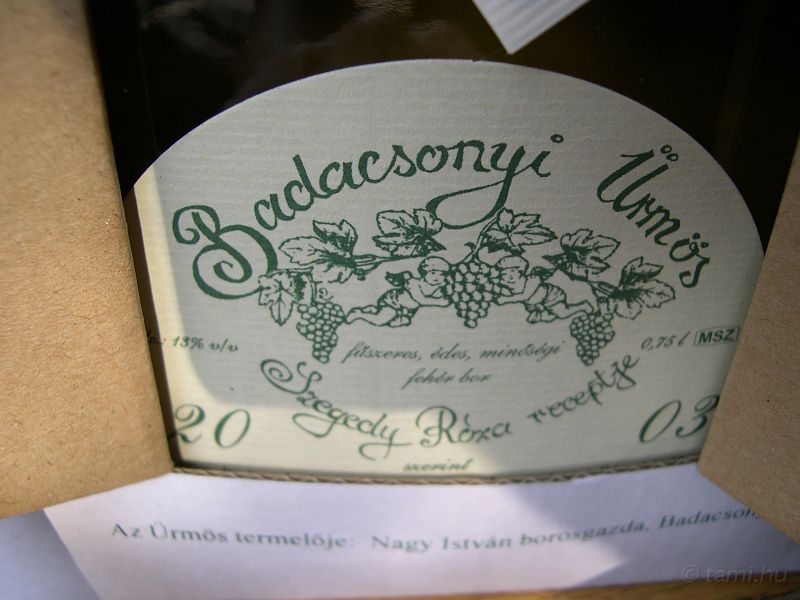 Badacsonyi Ürmös
13% v/v
fűszeres, édes, minőségi
fehér bor
0,75 l MSZ
Szegedy Róza receptje
szerint
20 03
Az Ürmös termelője: Nagy István borosgazda,
© tami.hu